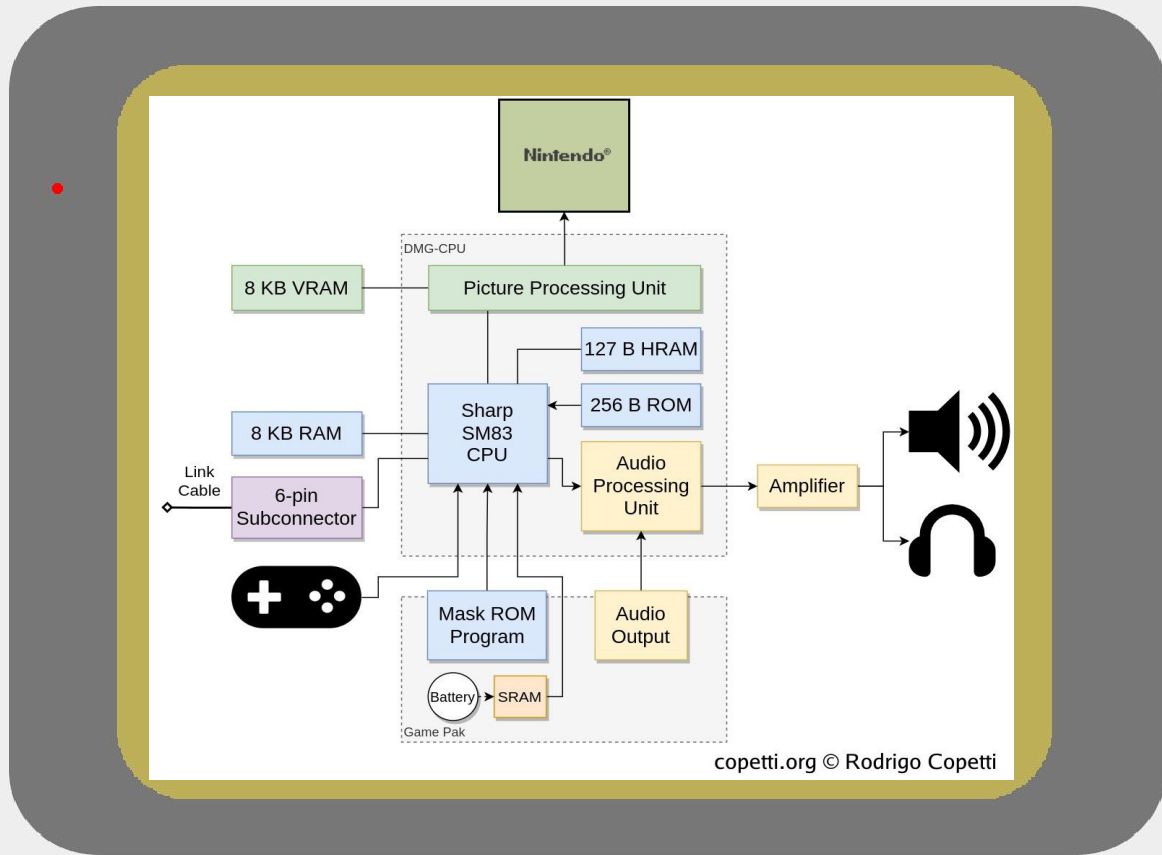 Nintendo®
DMG-CPU
8 KB VRAM
Picture Processing Unit
127 B HRAM
256 B ROM
Sharp
SM83
CPU
8 KB RAM
Link
Cable
6-pin
Subconnector
Audio
Processing
Unit
Amplifier
Mask ROM
Program
Audio
Output
Battery
SRAM
Game Pak
copetti.org © Rodrigo Copetti